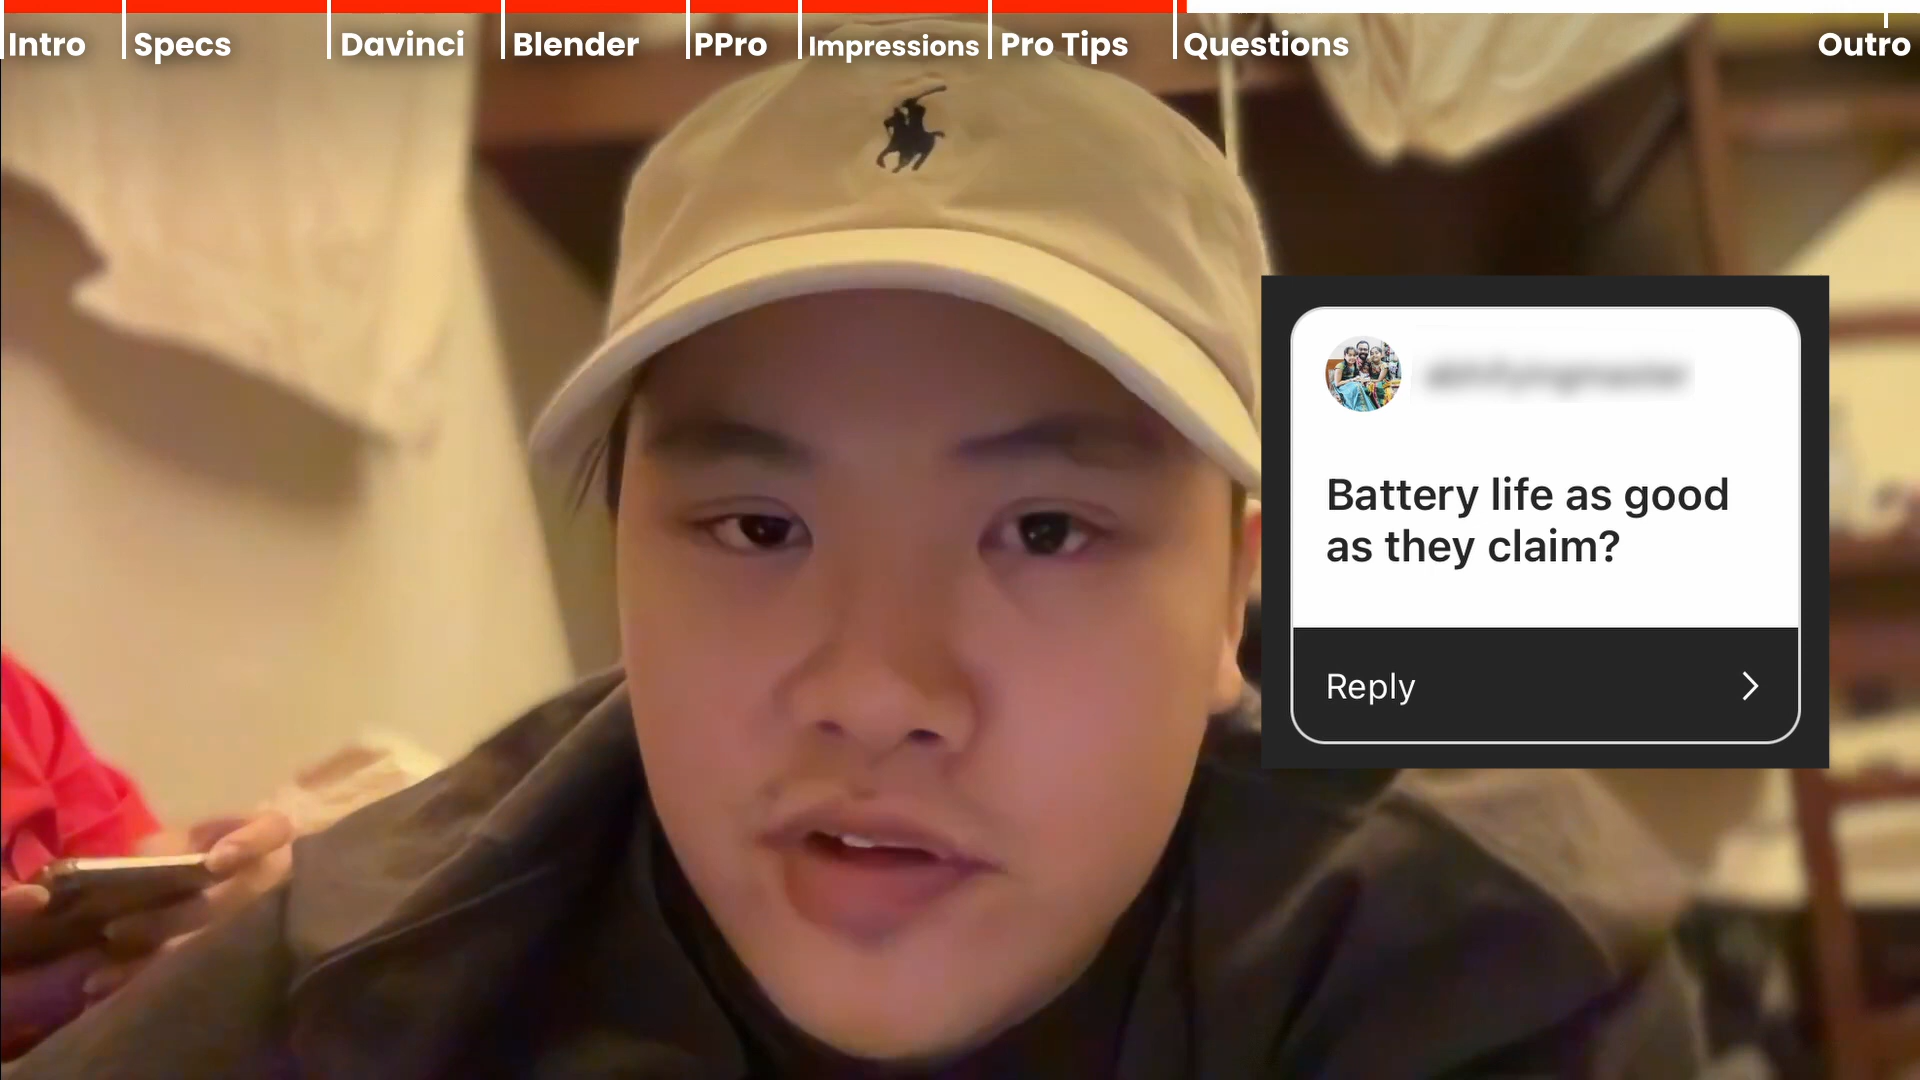 Intro
Specs
Davinci
Blender
PPro
Impressions
Pro Tips
Questions
Outro
Battery life as good
as they claim?
Reply